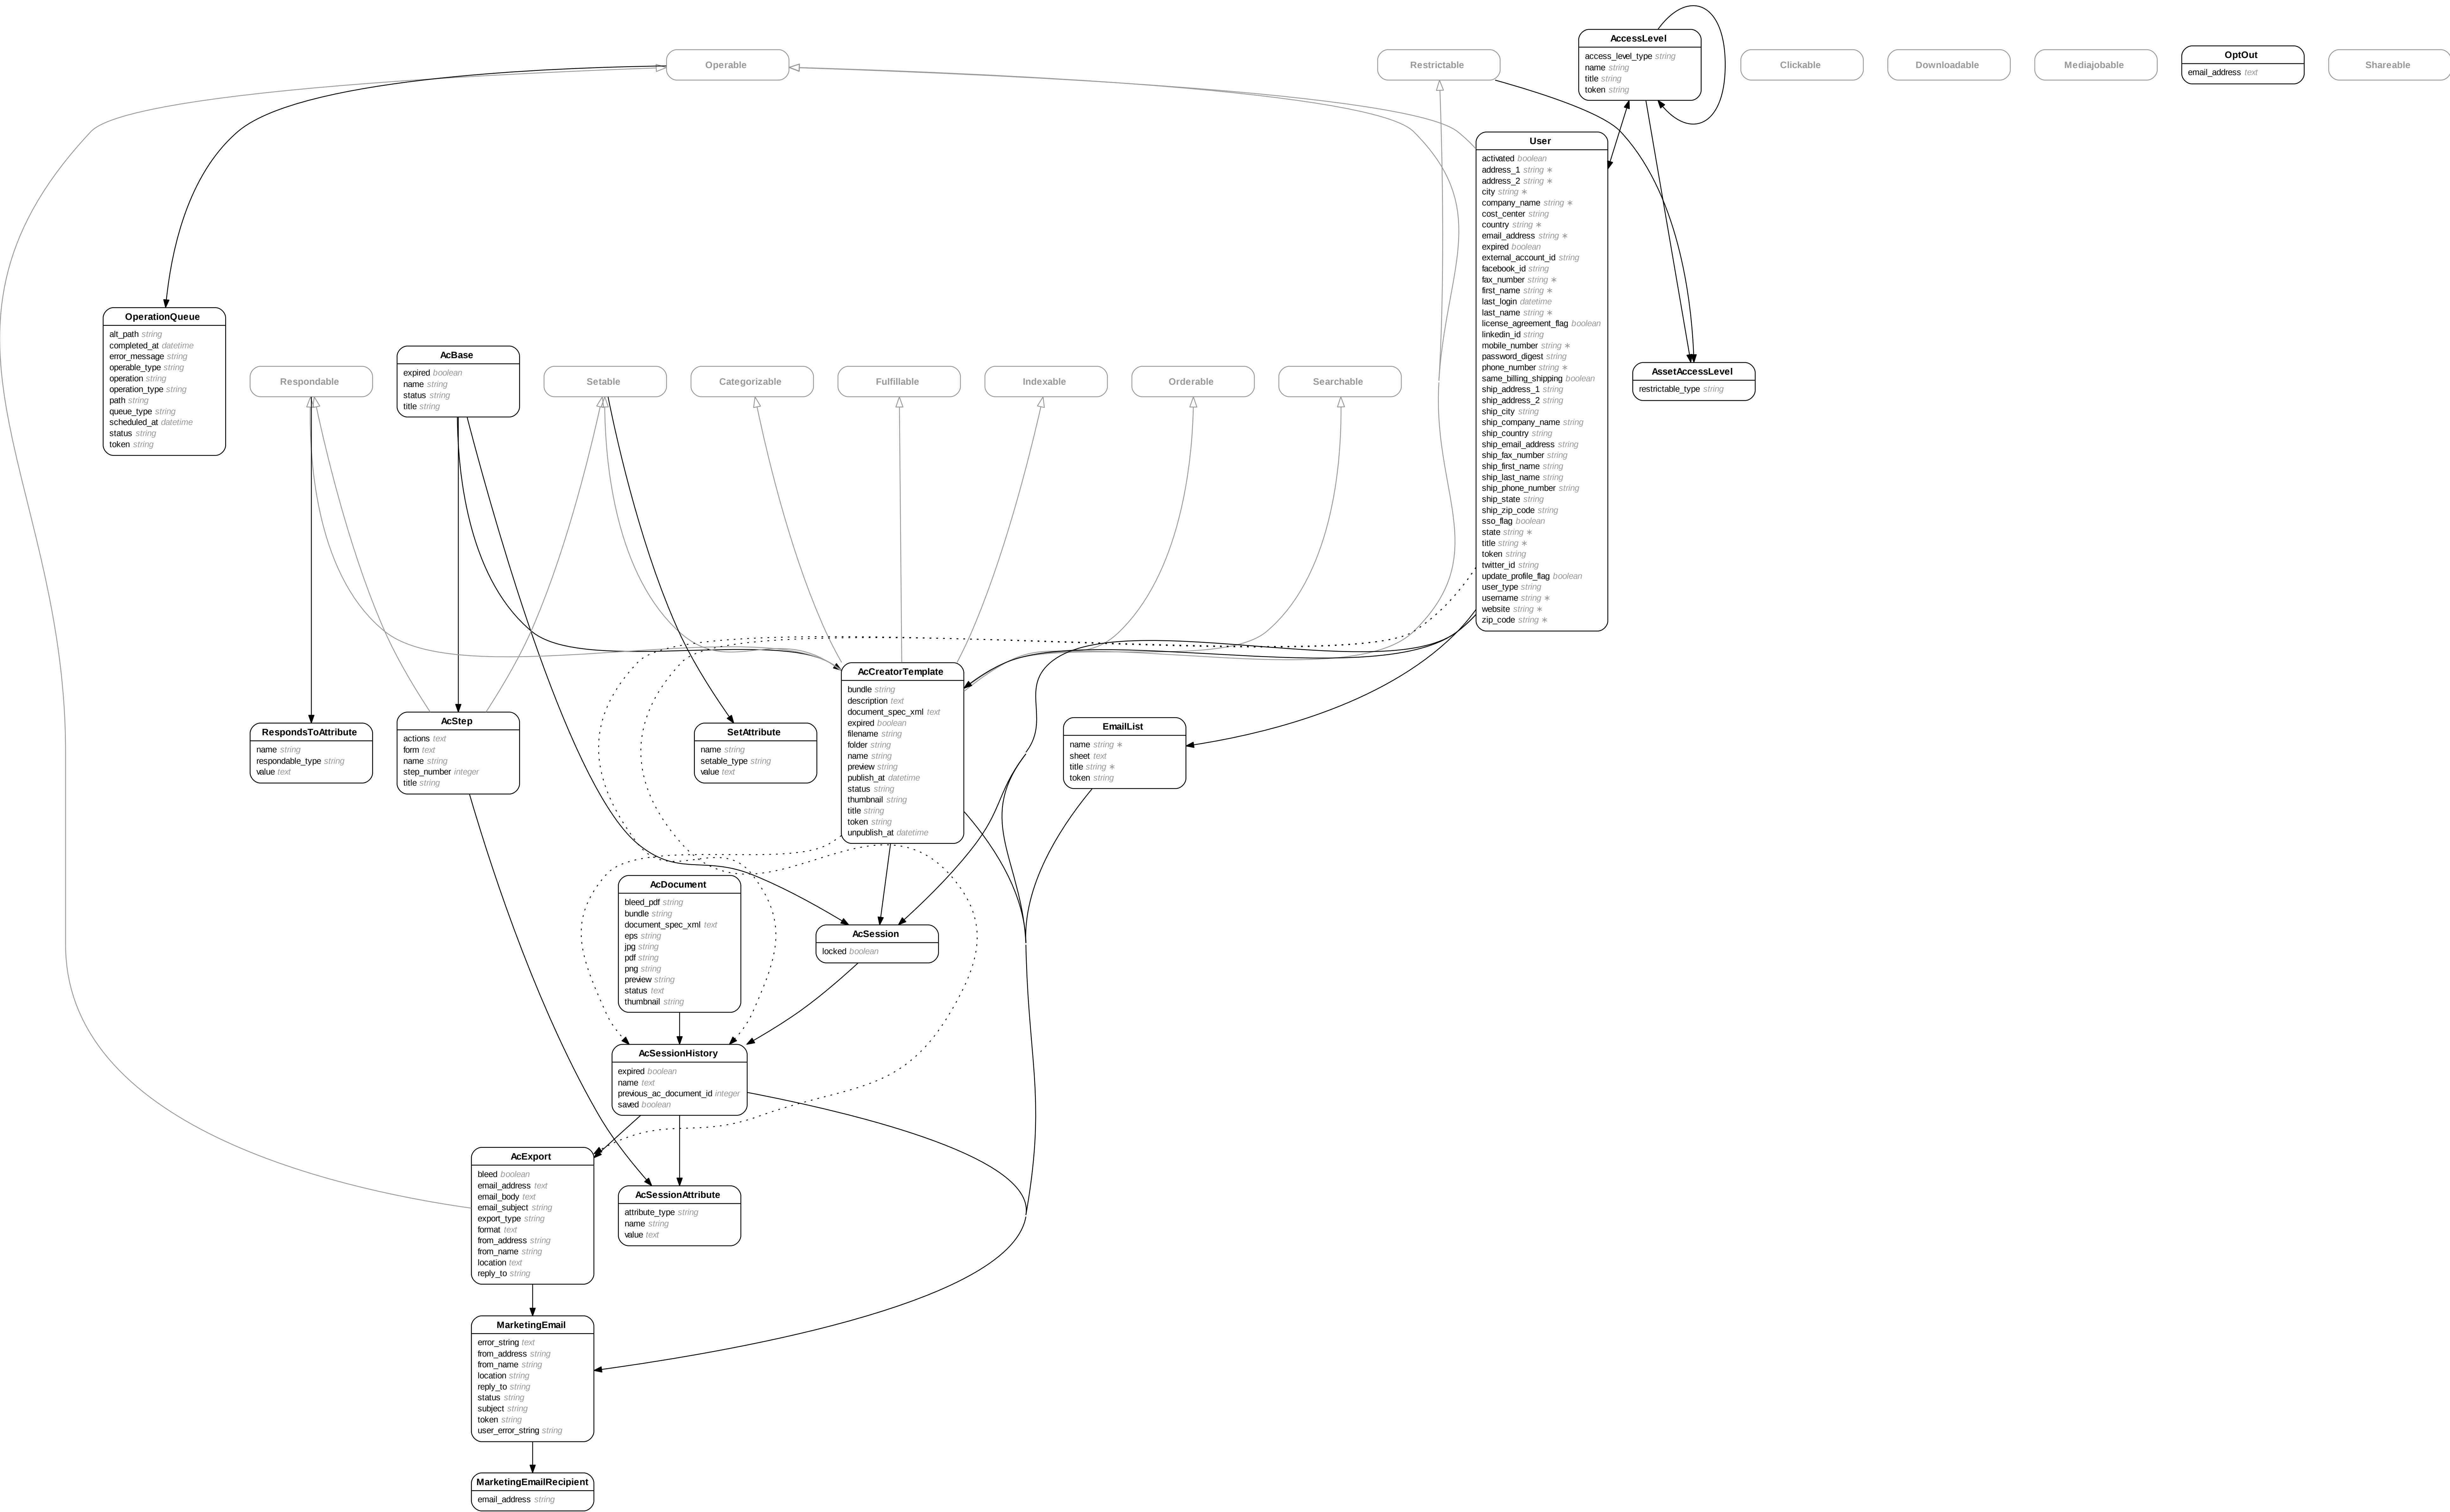 Operable
Restrictable
AccessLevel
access_level_type string
name string
title string
token string
Clickable
Downloadable
Mediajobable
OptOut
email_address text
Shareable
User
activated boolean
address_1 string ∗
address_2 string ∗
city string ∗
company_name string ∗
cost_center string
country string ∗
email_address string ∗
expired boolean
external_account_id string
facebook_id string
fax_number string ∗
first_name string ∗
last_login datetime
last_name string ∗
license_agreement_flag boolean
linkedin_id string
mobile_number string ∗
password_digest string
phone_number string ∗
same_billing_shipping boolean
ship_address_1 string
ship_address_2 string
ship_city string
ship_company_name string
ship_country string
ship_email_address string
ship_fax_number string
ship_first_name string
ship_last_name string
ship_phone_number string
ship_state string
ship_zip_code string
sso_flag boolean
state string ∗
title string ∗
token string
twitter_id string
update_profile_flag boolean
user_type string
username string ∗
website string ∗
zip_code string ∗
OperationQueue
alt_path string
completed_at datetime
error_message string
operable_type string
operation string
operation_type string
path string
queue_type string
scheduled_at datetime
status string
token string
Respondable
AcBase
expired boolean
name string
status string
title string
Setable
Categorizable
Fulfillable
Indexable
Orderable
Searchable
AssetAccessLevel
restrictable_type string
RespondsToAttribute
name string
respondable_type string
value text
AcStep
actions text
form text
name string
step_number integer
title string
SetAttribute
name string
setable_type string
value text
AcCreatorTemplate
bundle string
description text
document_spec_xml text
expired boolean
filename string
folder string
name string
preview string
publish_at datetime
status string
thumbnail string
title string
token string
unpublish_at datetime
EmailList
name string ∗
sheet text
title string ∗
token string
AcDocument
bleed_pdf string
bundle string
document_spec_xml text
eps string
jpg string
pdf string
png string
preview string
status text
thumbnail string
AcSession
locked boolean
AcSessionHistory
expired boolean
name text
previous_ac_document_id integer
saved boolean
AcExport
bleed boolean
email_address text
email_body text
email_subject string
export_type string
format text
from_address string
from_name string
location text
reply_to string
AcSessionAttribute
attribute_type string
name string
value text
MarketingEmail
error_string text
from_address string
from_name string
location string
reply_to string
status string
subject string
token string
user_error_string string
MarketingEmailRecipient
email_address string